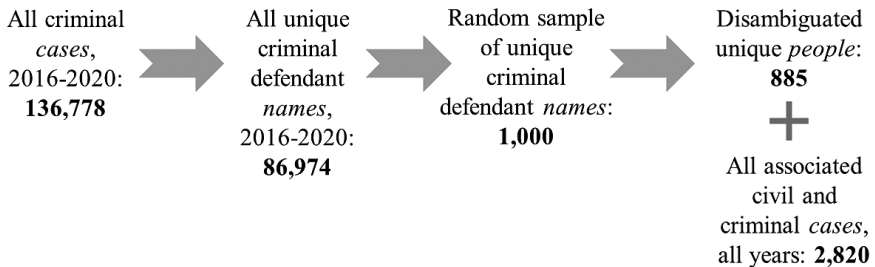 All criminal
cases,
2016-2020:
136,778
All unique
criminal
defendant
names,
2016-2020:
86,974
Random sample
of unique
criminal
defendant names:
1,000
Disambiguated
unique people:
885
+
All associated
civil and
criminal cases,
all years: 2,820